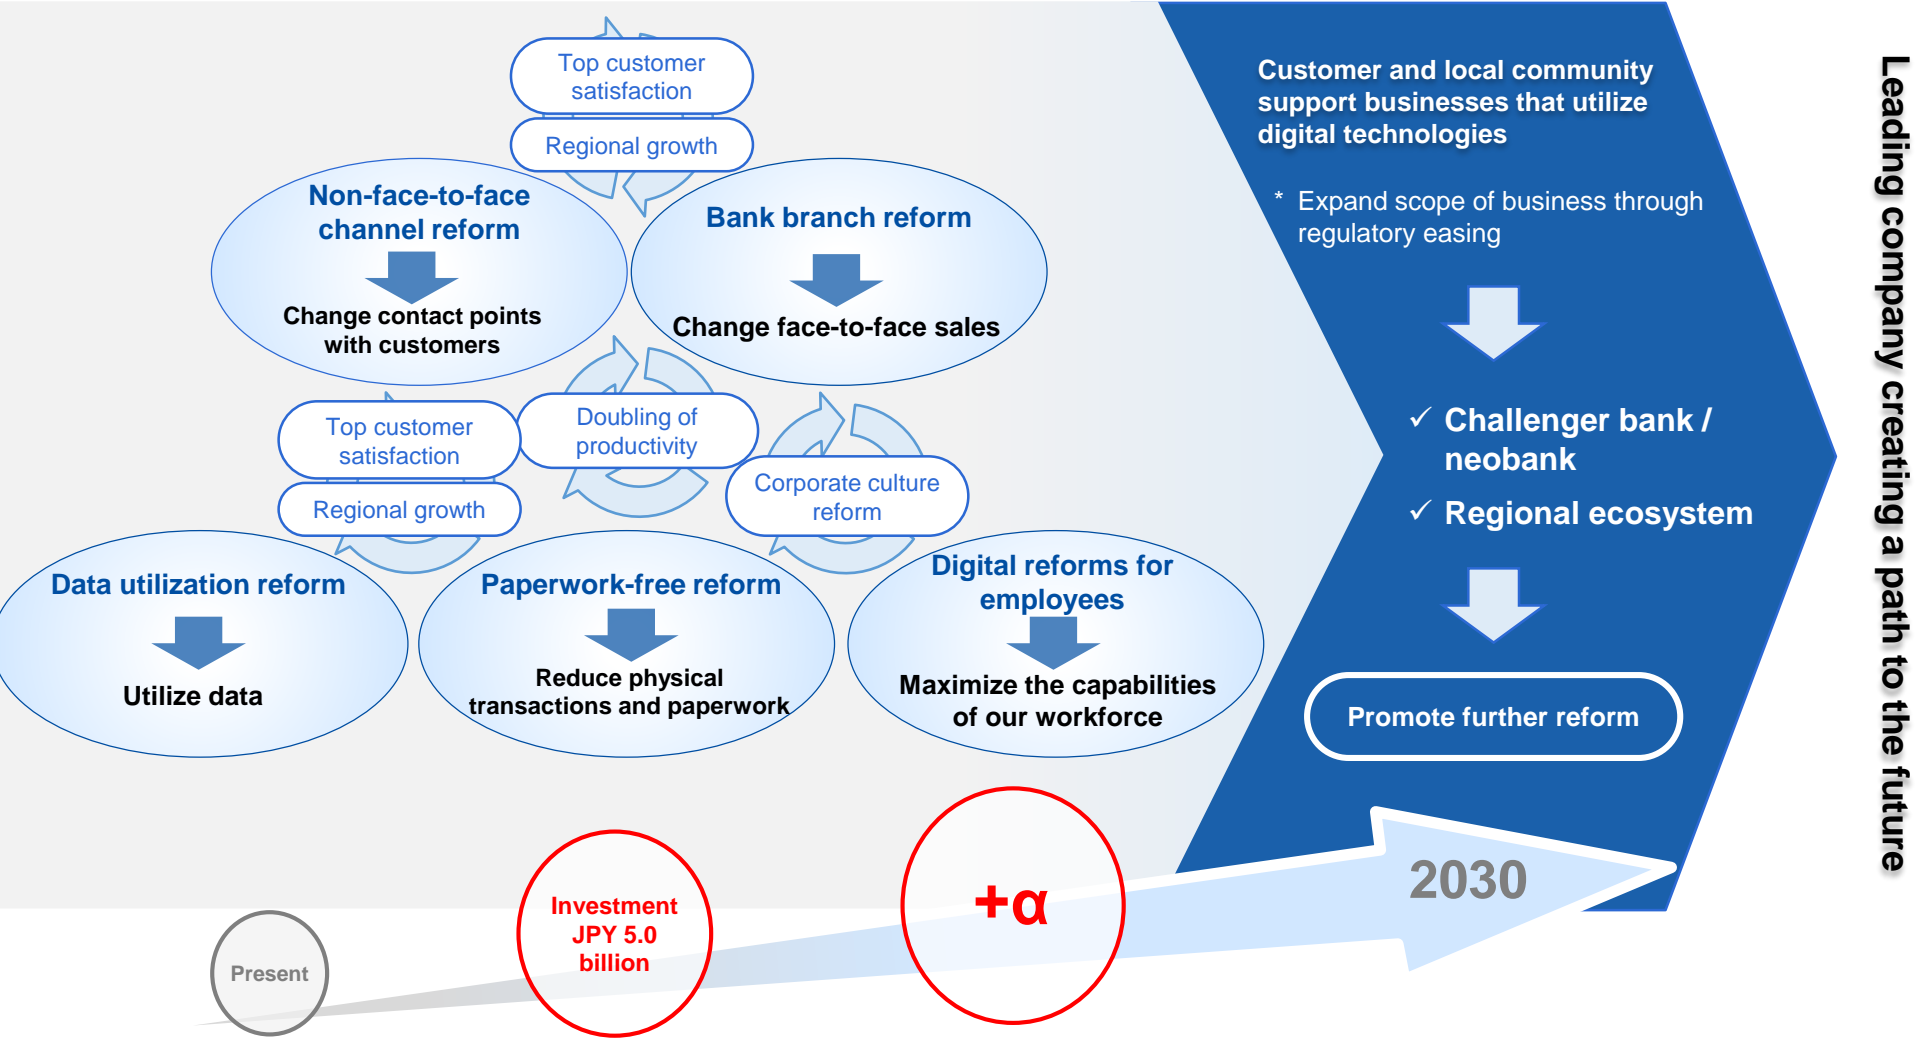 Top customer
satisfaction
Regional growth
Non-face-to-face
channel reform
Change contact points
with customers
Bank branch reform
Change face-to-face sales
Top customer
satisfaction
Regional growth
Doubling of
productivity
Corporate culture
reform
Data utilization reform
Utilize data
Paperwork-free reform
Reduce physical
transactions and paperwork
Digital reforms for
employees
Maximize the capabilities
of our workforce
Customer and local community
support businesses that utilize
digital technologies
* Expand scope of business through
regulatory easing
✓ Challenger bank /
neobank
✓ Regional ecosystem
Promote further reform
Present
Investment
JPY 5.0
billion
+α
2030
Leading company creating a path to the future